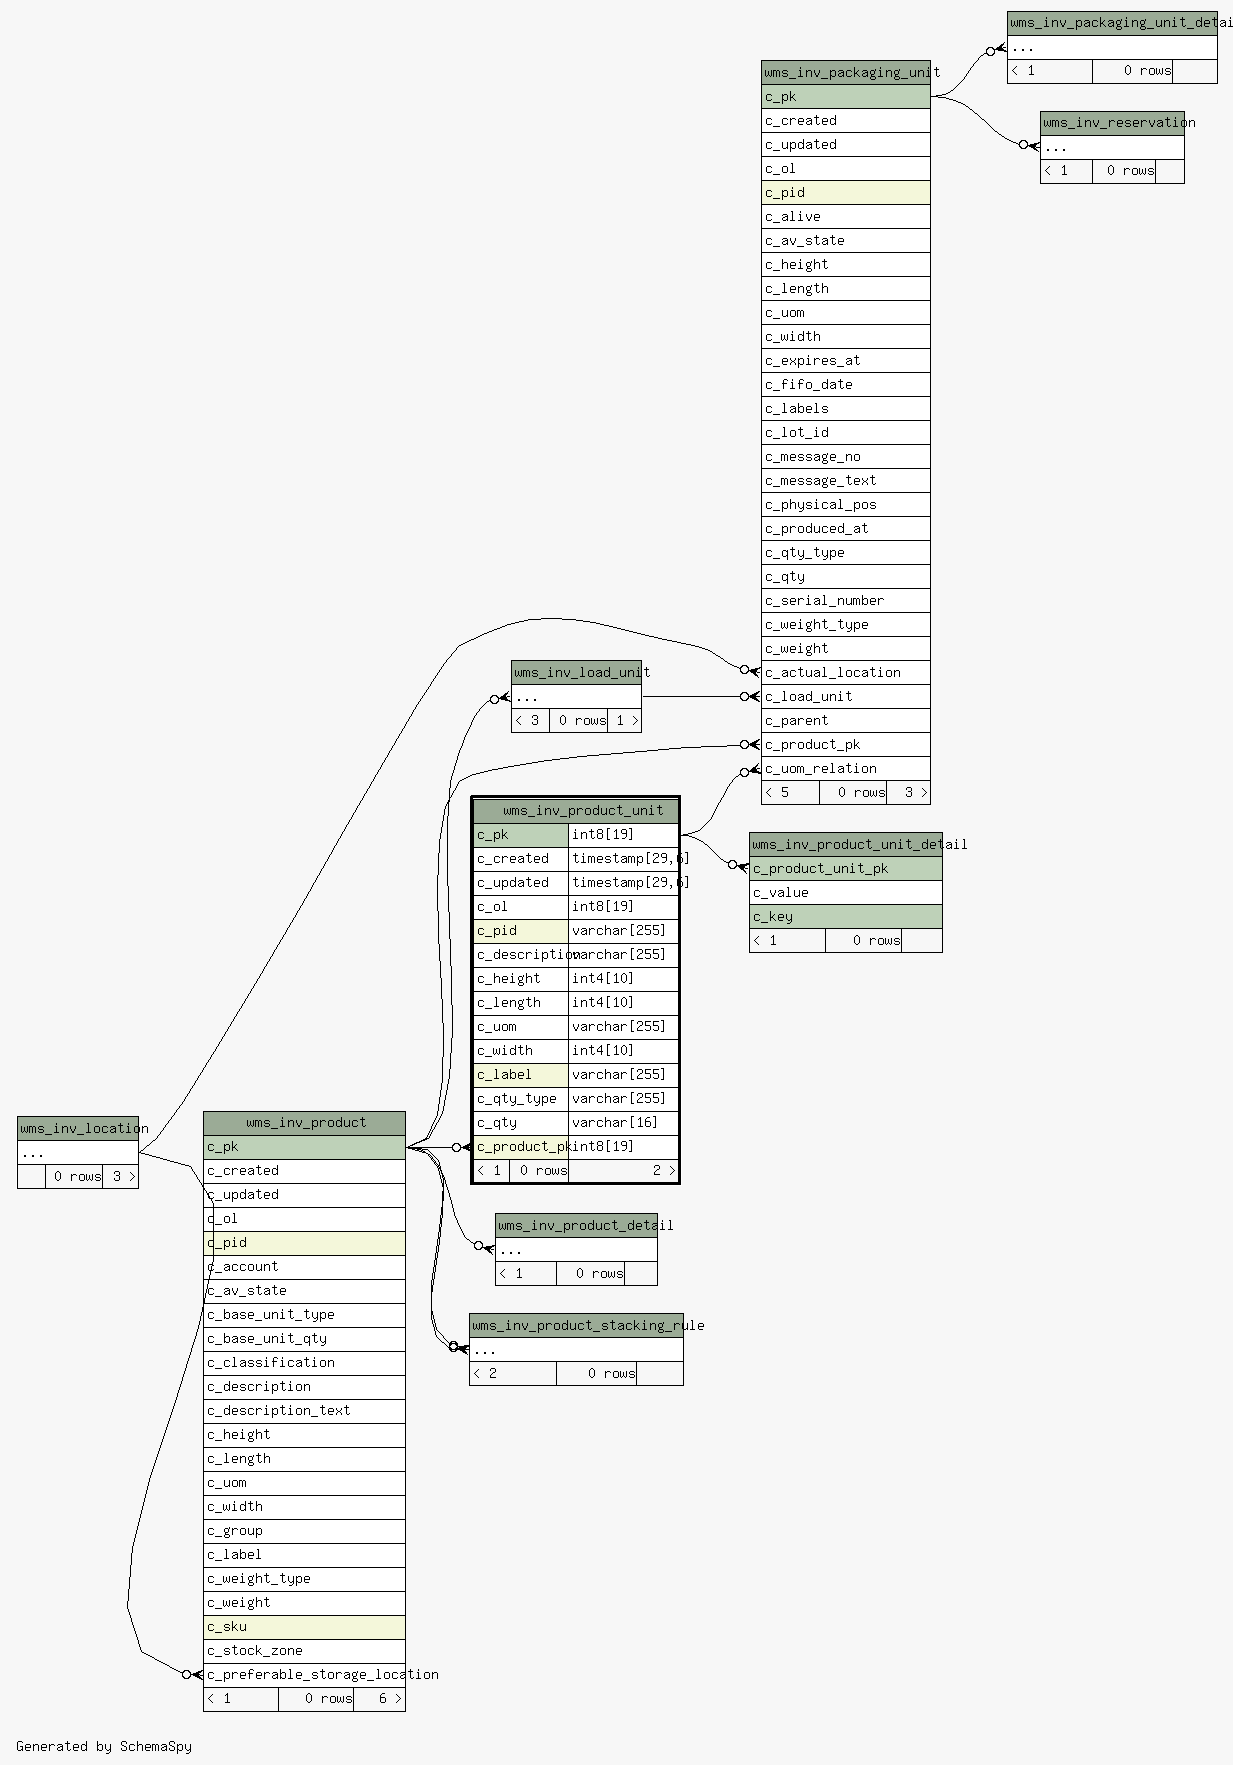 wms_inv_packaging_unit_detai
...
< 1 0 rows
wms_inv_reservation
...
< 1 0 rows
wms_inv_packaging_unit
c_pk
c_created
c_updated
c_ol
c_pid
c_alive
c_av_state
c_height
c_length
c_uom
c_width
c_expires_at
c_fifo_date
c_labels
c_lot_id
c_message_no
c_message_text
c_physical_pos
c_produced_at
c_qty_type
c_qty
c_serial_number
c_weight_type
c_weight
c_actual_location
c_load_unit
c_parent
c_product_pk
c_uom_relation
< 5 0 rows 3 >
wms_inv_load_unit
...
< 3 0 rows 1 >
wms_inv_product_unit
c_pk int8[19]
c_created timestamp[29,6]
c_updated timestamp[29,6]
c_ol int8[19]
c_pid varchar[255]
c_description varchar[255]
c_height int4[10]
c_length int4[10]
c_uom varchar[255]
c_width int4[10]
c_label varchar[255]
c_qty_type varchar[255]
c_qty varchar[16]
c_product_pk int8[19]
< 1 0 rows 2 >
wms_inv_product_unit_detail
c_product_unit_pk
c_value
c_key
< 1 0 rows
wms_inv_location
...
0 rows 3 >
wms_inv_product
c_pk
c_created
c_updated
c_ol
c_pid
c_account
c_av_state
c_base_unit_type
c_base_unit_qty
c_classification
c_description
c_description_text
c_height
c_length
c_uom
c_width
c_group
c_label
c_weight_type
c_weight
c_sku
c_stock_zone
c_preferable_storage_location
< 1 0 rows 6 >
wms_inv_product_detail
...
< 1 0 rows
wms_inv_product_stacking_rule
...
< 2 0 rows
Generated by SchemaSpy